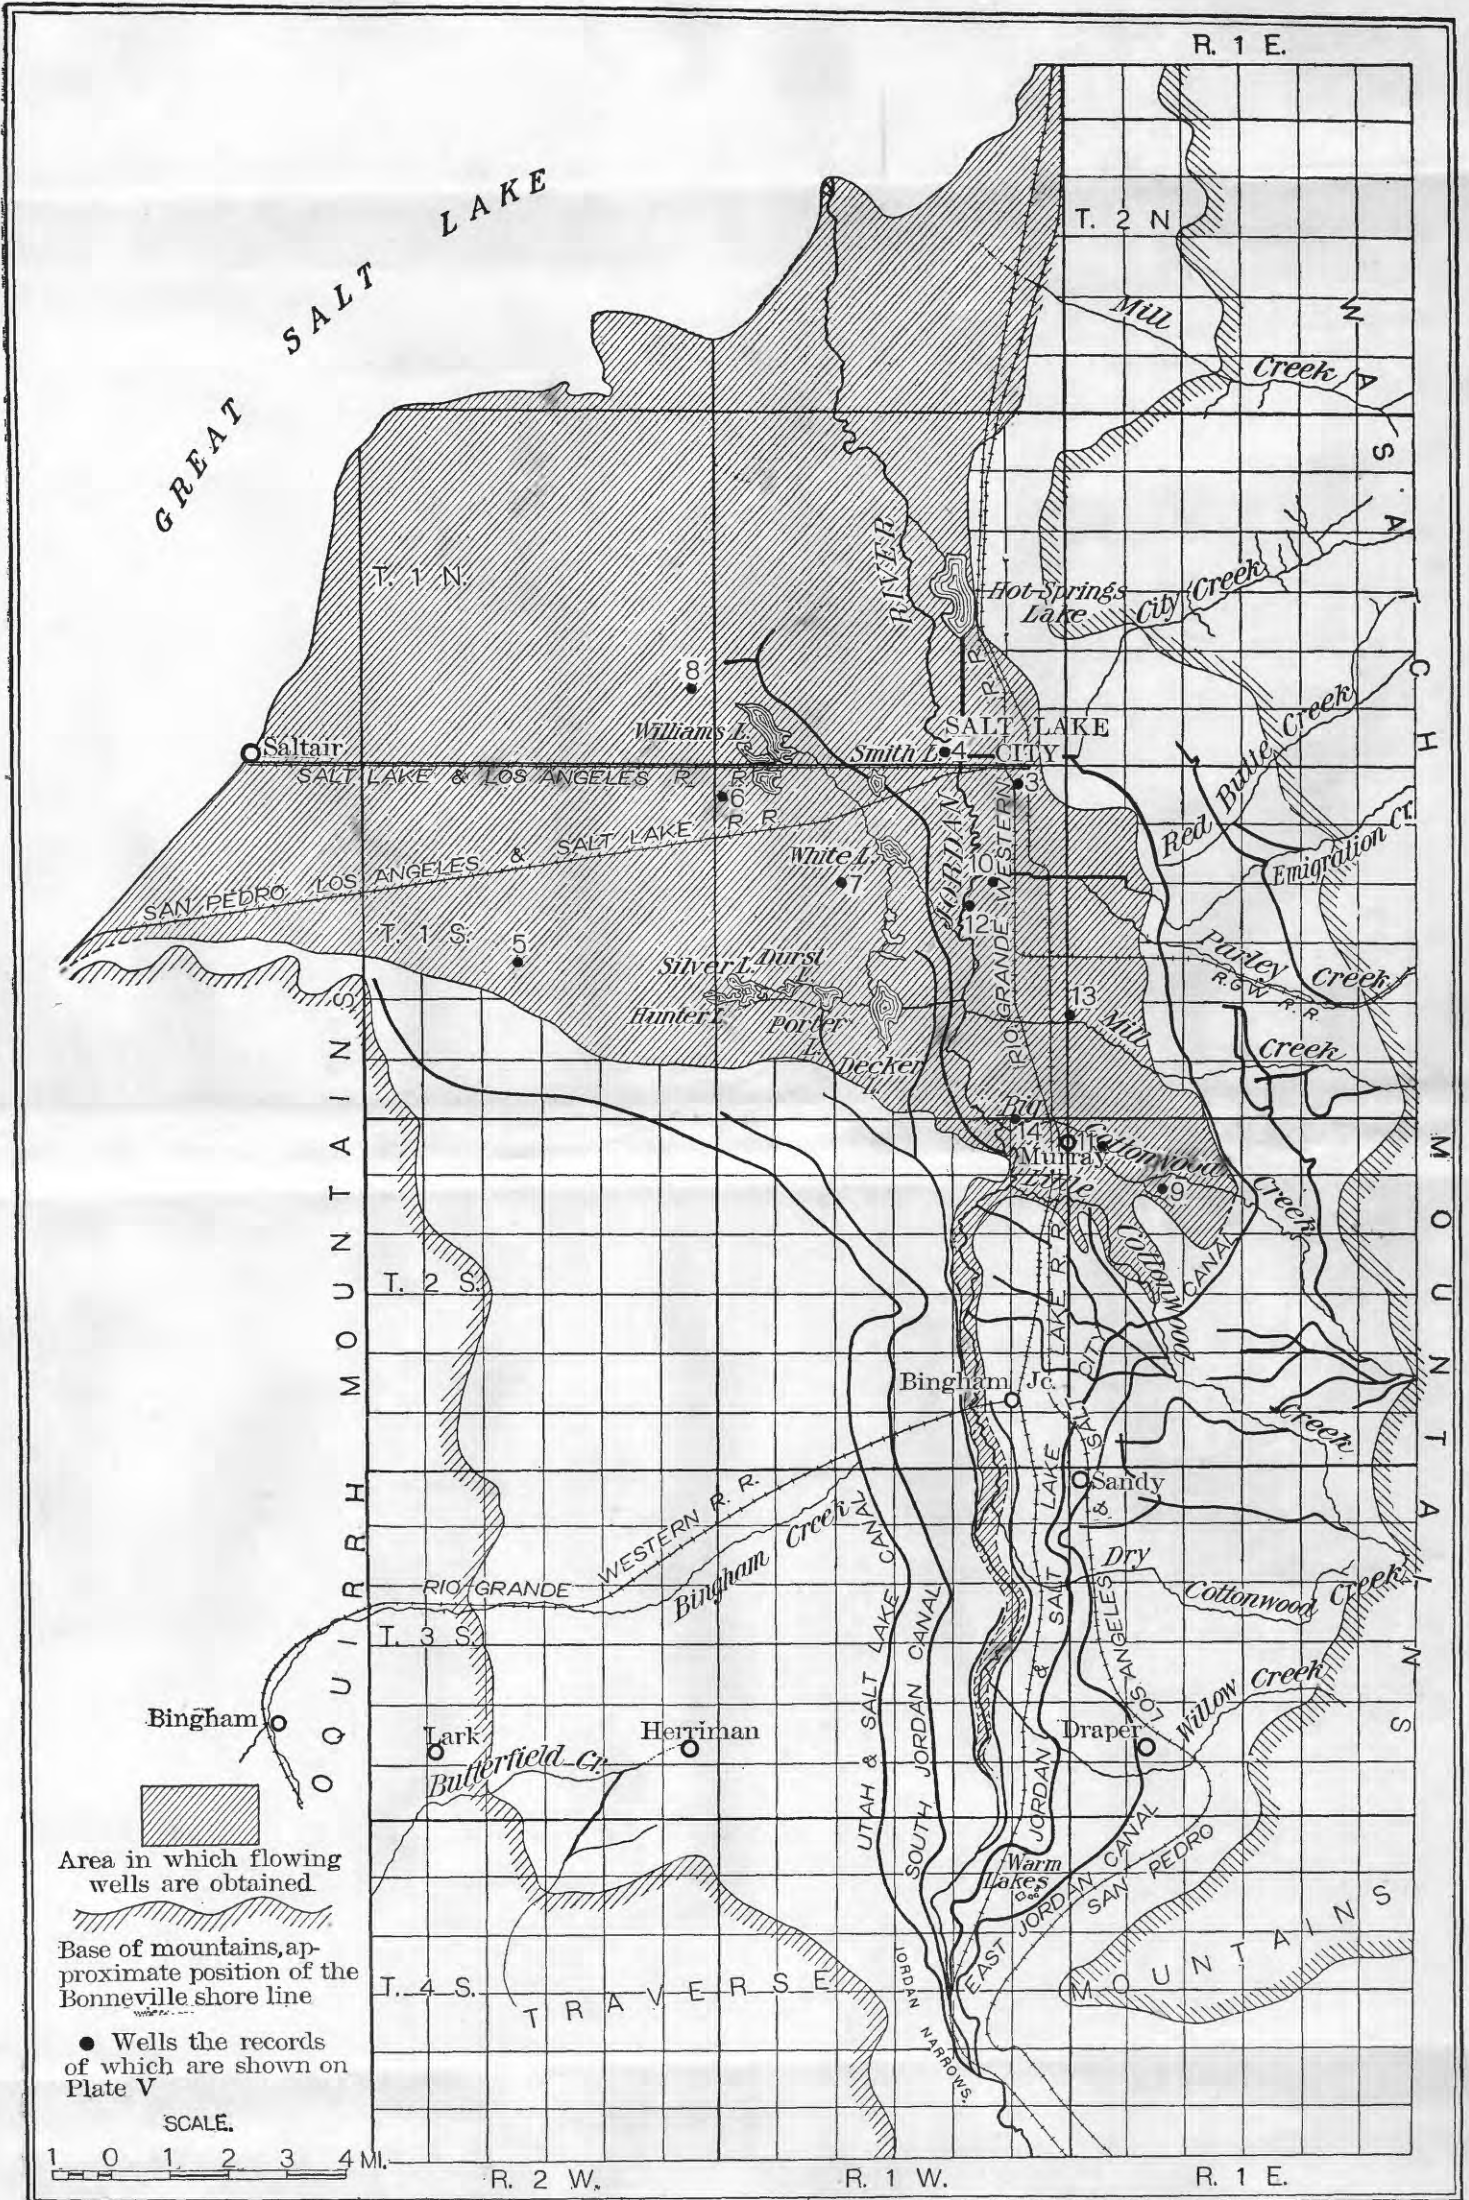 R. 1 E.
GREAT SALT LAKE
T. 2 N
Mill
Creek
WASATCH MOUNTAINS
T. 1 N.
RIVER
Hot Springs
Lake
City Creek
R. R.
8
Williams L.
Saltair
SALT LAKE
Smith L.
4
CITY
SALT LAKE & LOS ANGELES R. R.
3
Red Butte Creek
6
SAN PEDRO LOS ANGELES & SALT LAKE R R
Emigration Cr.
White L.
7
JORDAN
10
12
RIO GRANDE WESTERN
T. 1 S.
5
Silver L.
Durst
L.
Parley
Creek
R.G.W. R. R.
Hunter L.
Porter
L.
13
Mill
Creek
Decker
L.
Big
14
11
Cottonwood
Murray
Little
9
Creek
Cottonwood
CANAL
T. 2 S.
LAKE R R
CITY
Bingham Jc.
Creek
SALT
LAKE
Sandy
&
WESTERN R. R.
Bingham Creek
CANAL
RIO GRANDE
Dry
Cottonwood
Creek
T. 3 S.
OQUIRRH MOUNTAINS
SALT
LOS ANGELES
Willow Creek
Bingham
Lark
Herriman
Draper
Butterfield Cr.
UTAH & SALT LAKE
SOUTH JORDAN CANAL
JORDAN &
Warm
Lakes
EAST JORDAN CANAL
SAN PEDRO
T. 4 S.
TRAVERSE
MOUNTAINS
JORDAN
NARROWS.
Area in which flowing
wells are obtained
Base of mountains, ap-
proximate position of the
Bonneville shore line
Wells the records
of which are shown on
Plate V
SCALE.
1 0 1 2 3 4 MI.
R. 2 W.
R. 1 W.
R. 1 E.